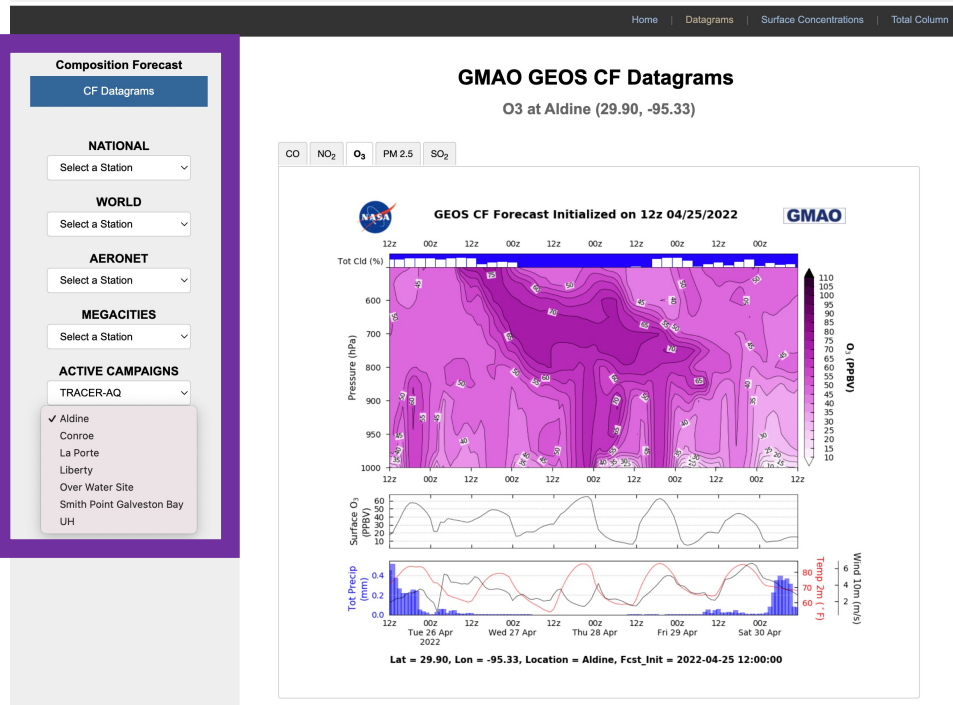 Home | Datagrams | Surface Concentrations | Total Column
Composition Forecast
CF Datagrams
NATIONAL
Select a Station
WORLD
Select a Station
AERONET
Select a Station
MEGACITIES
Select a Station
ACTIVE CAMPAIGNS
TRACER-AQ
✓ Aldine
Conroe
La Porte
Liberty
Over Water Site
Smith Point Galveston Bay
UH
GMAO GEOS CF Datagrams
O3 at Aldine (29.90, -95.33)
CO NO2 O3 PM 2.5 SO2
NASA
GEOS CF Forecast Initialized on 12z 04/25/2022
GMAO
12z 00z 12z 00z 12z 00z 12z 00z 12z 00z
Tot Cld (%)
Pressure (hPa)
600
700
800
900
950
1000
12z 00z 12z 00z 12z 00z 12z 00z 12z 00z 12z
110
105
100
95
90
85
80
75
70
65
60
55
50
45
40
35
30
25
20
15
10
O3 (PPBV)
Surface O3
(PPBV)
60
50
40
30
20
10
Tot Precip
(mm)
0.4
0.2
0.0
80
70
60
Temp 2m (°F)
6
4
2
Wind 10m (m/s)
12z 00z 12z 00z 12z 00z 12z 00z 12z 00z 12z
Tue 26 Apr Wed 27 Apr Thu 28 Apr Fri 29 Apr Sat 30 Apr
2022
Lat = 29.90, Lon = -95.33, Location = Aldine, Fcst_Init = 2022-04-25 12:00:00